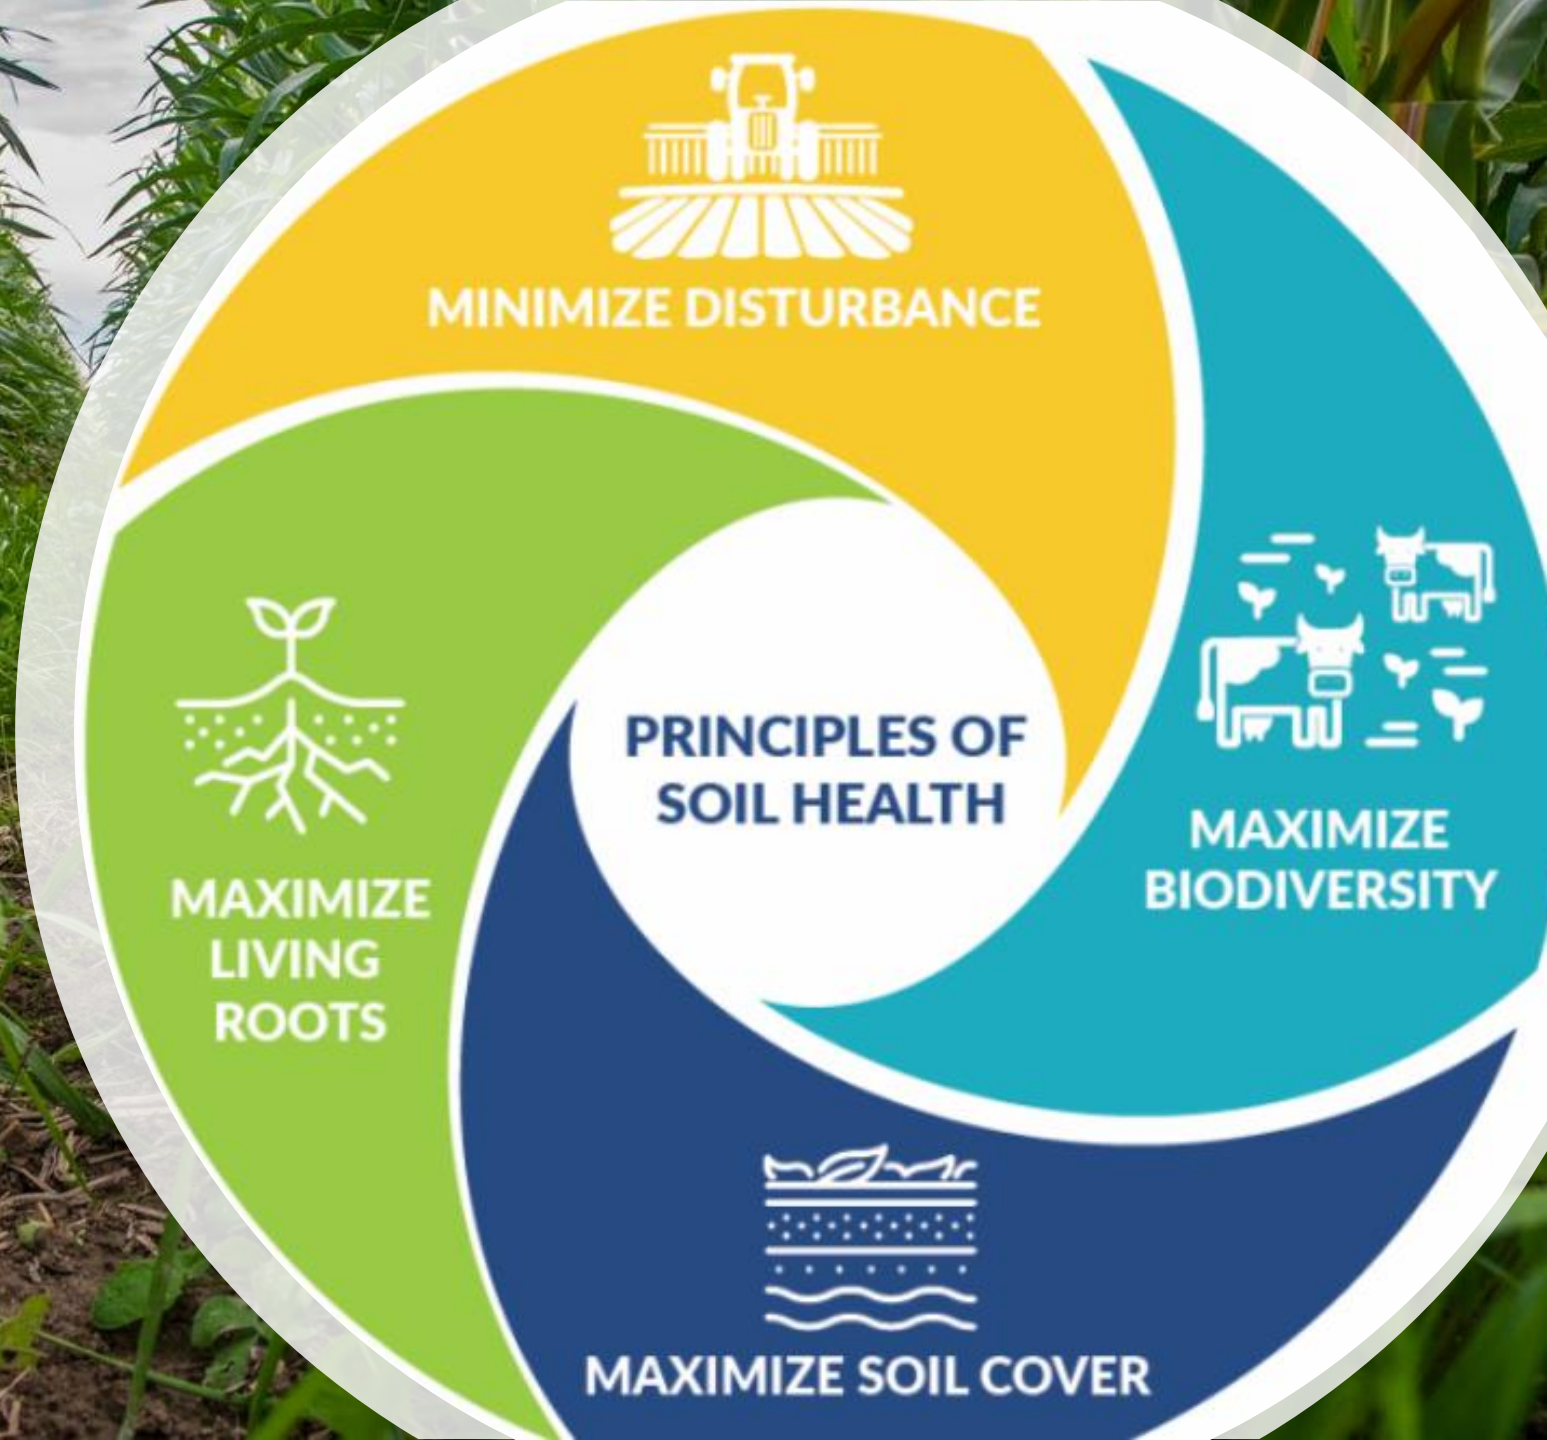 MINIMIZE DISTURBANCE
PRINCIPLES OF
SOIL HEALTH
MAXIMIZE
BIODIVERSITY
MAXIMIZE
LIVING
ROOTS
MAXIMIZE SOIL COVER